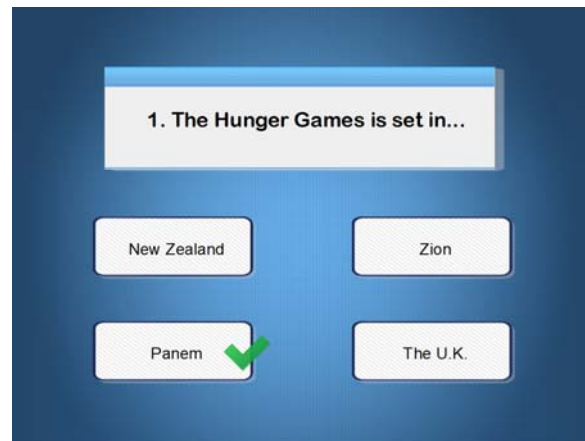 1. The Hunger Games is set in...
New Zealand
Zion
Panem
The U.K.